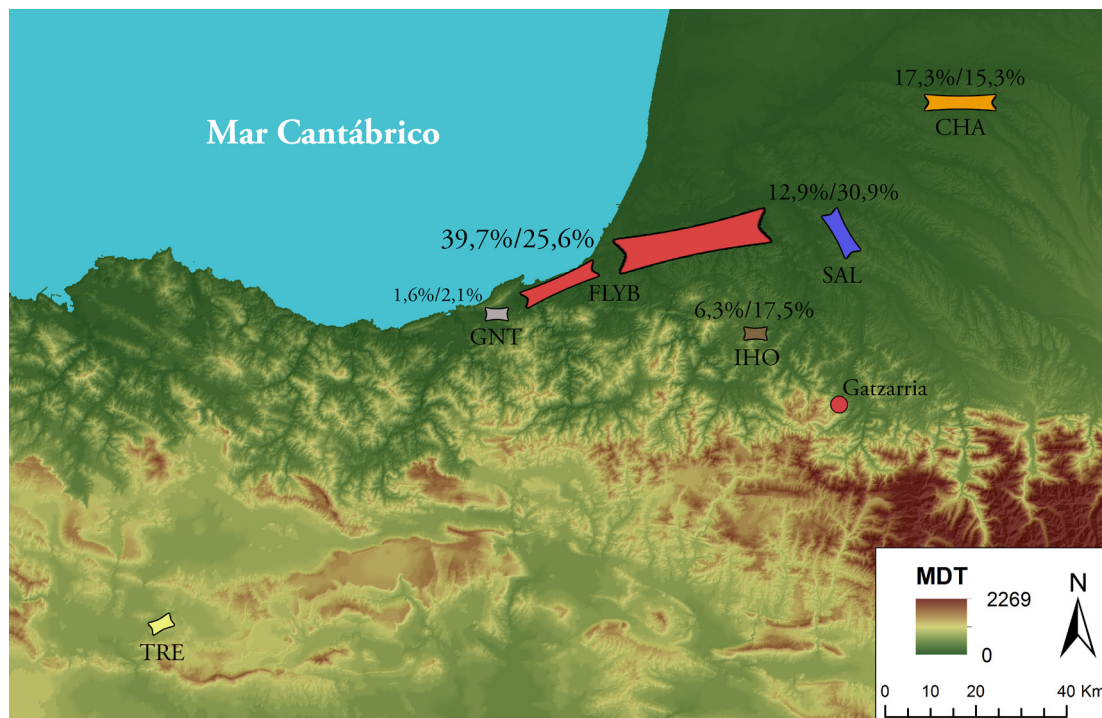 17,3%/15,3%
CHA
Mar Cantábrico
12,9%/30,9%
SAL
39,7%/25,6%
FLYB
1,6%/2,1%
GNT
6,3%/17,5%
IHO
Gatzarria
TRE
MDT
2269
0
N
0 10 20 40 Km